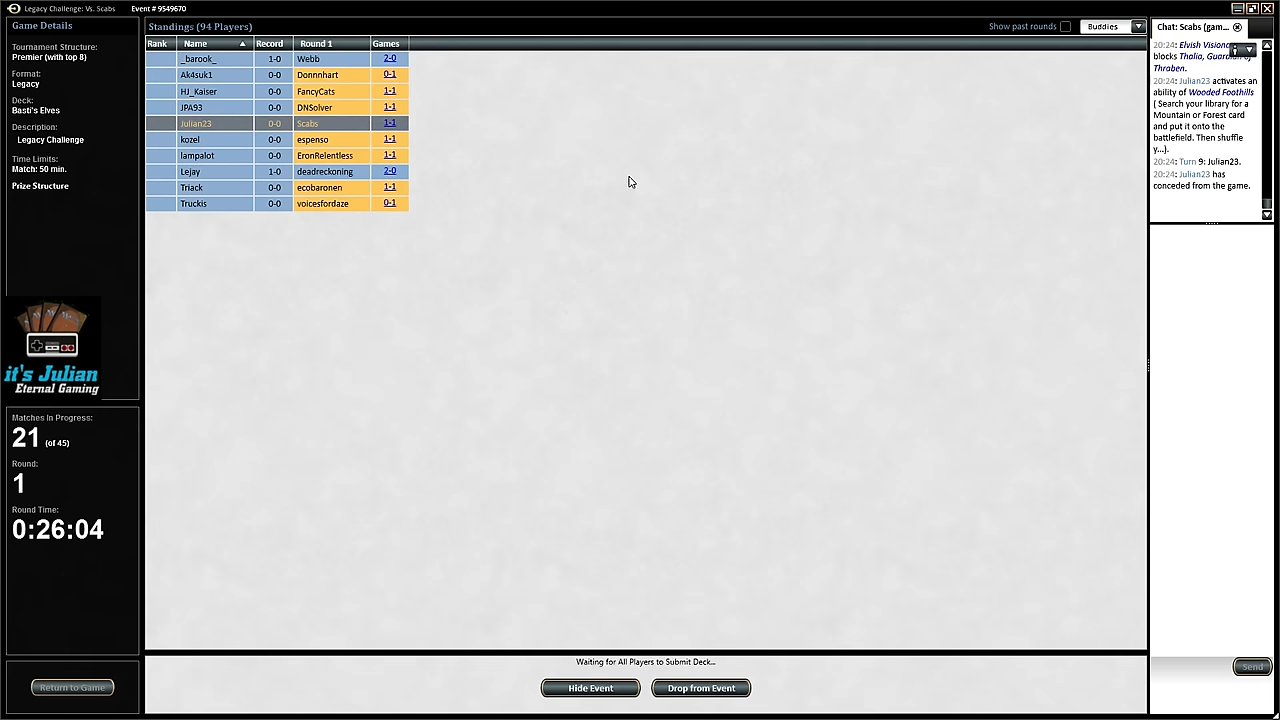 Legacy Challenge: Vs. Scabs Event # 9549670
Game Details
Tournament Structure:
Premier (with top 8)
Format:
Legacy
Deck:
Basti's Elves
Description:
Legacy Challenge
Time Limits:
Match: 50 min.
Prize Structure
it's Julian
Eternal Gaming
Matches In Progress:
21 (of 45)
Round:
1
Round Time:
0:26:04
Return to Game
Standings (94 Players) Show past rounds Buddies
Rank Name Record Round 1 Games
_barook_ 1-0 Webb 2-0
Ak4suk1 0-0 Donnnhart 0-1
HJ_Kaiser 0-0 FancyCats 1-1
JPA93 0-0 DNSolver 1-1
Julian23 0-0 Scabs 1-1
kozel 0-0 espenso 1-1
lampalot 0-0 EronRelentless 1-1
Lejay 1-0 deadreckoning 2-0
Triack 0-0 ecobaronen 1-1
Truckis 0-0 voicesfordaze 0-1
Waiting for All Players to Submit Deck...
Hide Event Drop from Event
Chat: Scabs (gam...
20:24: Elvish Visiona
blocks Thalia, Guardian of
Thraben.
20:24: Julian23 activates an
ability of Wooded Foothills
( Search your library for a
Mountain or Forest card
and put it onto the
battlefield. Then shuffle
y...).
20:24: Turn 9: Julian23.
20:24: Julian23 has
conceded from the game.
Send